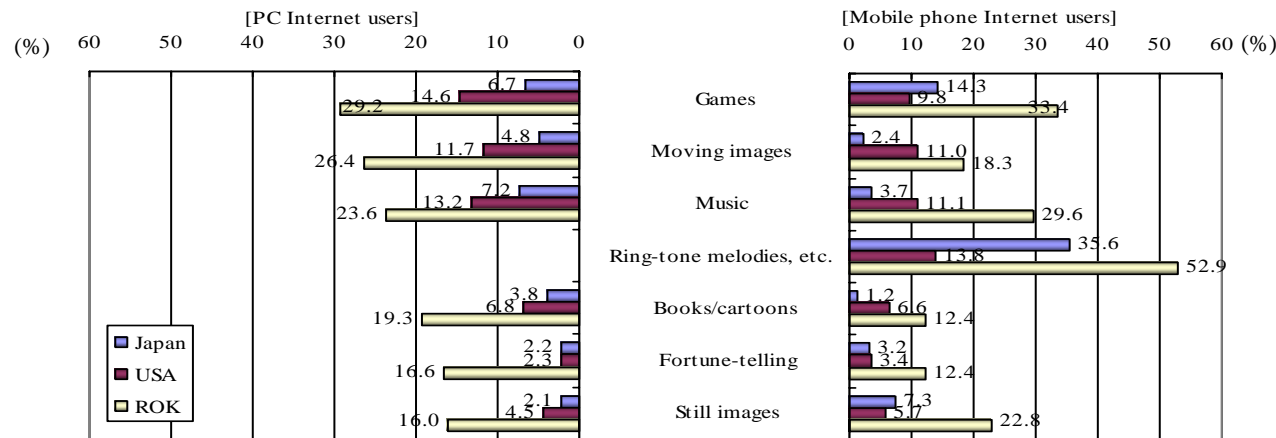 [PC Internet users] [Mobile phone Internet users]
(%) 60 50 40 30 20 10 0 0 10 20 30 40 50 60 (%)
6.7 14.3
14.6 Games 9.8
29.2 33.4
4.8 2.4
11.7 Moving images 11.0
26.4 18.3
7.2 3.7
13.2 Music 11.1
23.6 29.6
35.6
Ring-tone melodies, etc. 13.8
52.9
3.8 1.2
6.8 Books/cartoons 6.6
19.3 12.4
2.2 3.2
2.3 Fortune-telling 3.4
16.6 12.4
2.1 7.3
4.5 Still images 5.7
16.0 22.8
Japan
USA
ROK